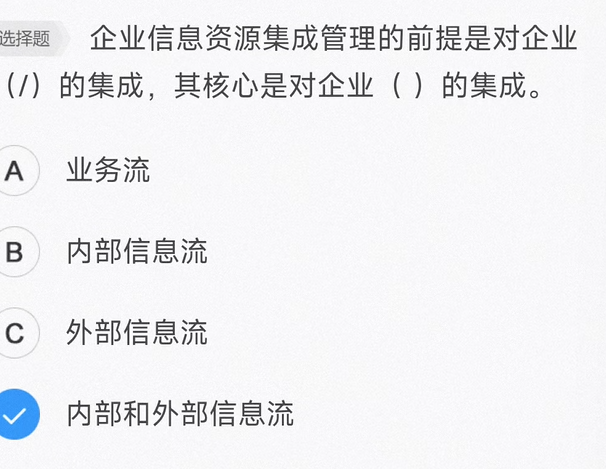 选择题 企业信息资源集成管理的前提是对企业
（/）的集成，其核心是对企业（ ）的集成。
A 业务流
B 内部信息流
C 外部信息流
内部和外部信息流